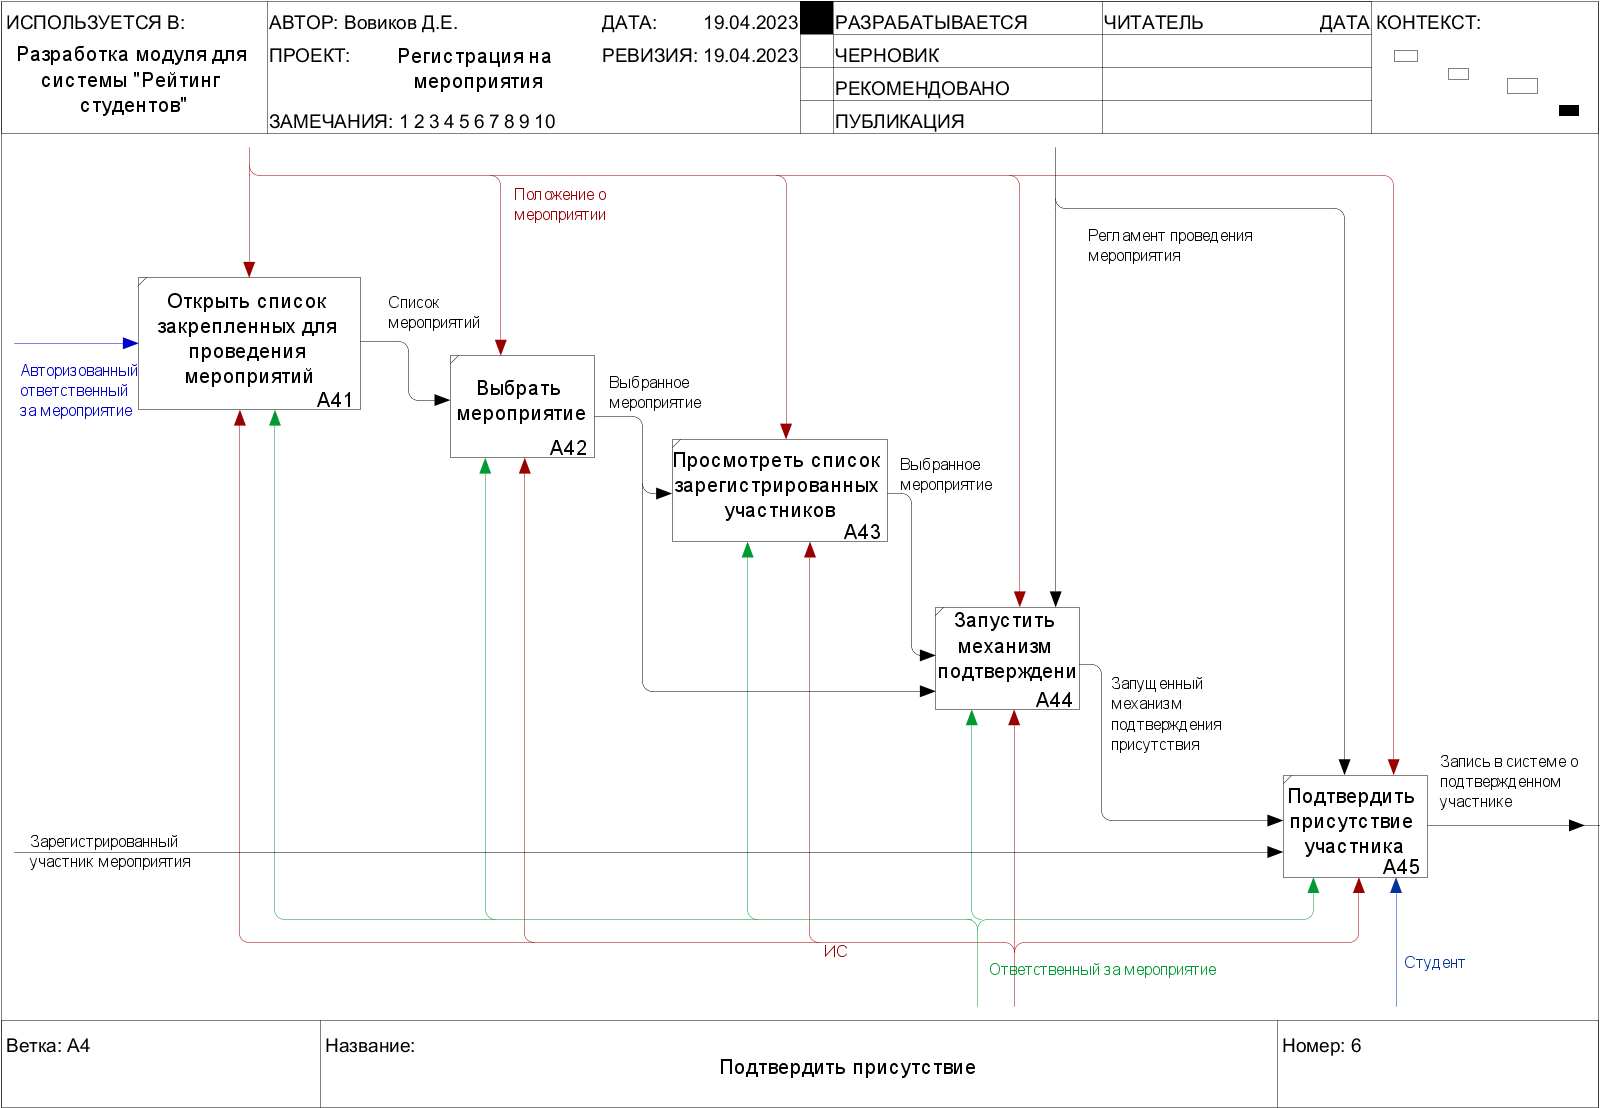 ИСПОЛЬЗУЕТСЯ В:
Разработка модуля для
системы "Рейтинг
студентов"
АВТОР: Вовиков Д.Е.
ДАТА: 19.04.2023
ПРОЕКТ: Регистрация на
мероприятия
РЕВИЗИЯ: 19.04.2023
ЗАМЕЧАНИЯ: 1 2 3 4 5 6 7 8 9 10
РАЗРАБАТЫВАЕТСЯ
ЧЕРНОВИК
РЕКОМЕНДОВАНО
ПУБЛИКАЦИЯ
ЧИТАТЕЛЬ
ДАТА
КОНТЕКСТ:
Положение о
мероприятии
Регламент проведения
мероприятия
Открыть список
закрепленных для
проведения
мероприятий
A41
Список
мероприятий
Авторизованный
ответственный
за мероприятие
Выбрать
мероприятие
A42
Выбранное
мероприятие
Просмотреть список
зарегистрированных
участников
A43
Выбранное
мероприятие
Запустить
механизм
подтверждени
A44
Запущенный
механизм
подтверждения
присутствия
Подтвердить
присутствие
участника
A45
Запись в системе о
подтвержденном
участнике
Зарегистрированный
участник мероприятия
ИС
Ответственный за мероприятие
Студент
Ветка: A4
Название:
Подтвердить присутствие
Номер: 6